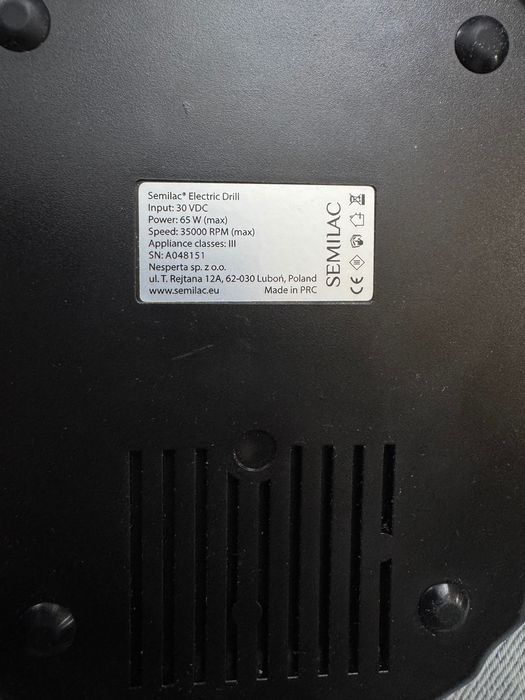 Semilac® Electric Drill
Input: 30 VDC
Power: 65 W (max)
Speed: 35000 RPM (max)
Appliance classes: III
SN: A048151
Nesperta sp. z o.o.
ul. T. Rejtana 12A, 62-030 Luboń, Poland
www.semilac.eu Made in PRC
SEMILAC
CE